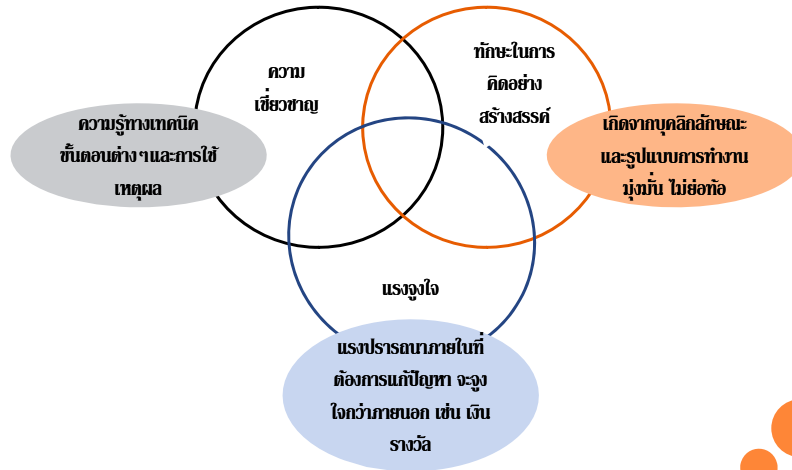 ความ
เชี่ยวชาญ
ทักษะในการ
คิดอย่าง
สร้างสรรค์
ความรู้ทางเทคนิค
ขั้นตอนต่างๆและการใช้
เหตุผล
เกิดจากบุคลิกลักษณะ
และรูปแบบการทำงาน
มุ่งมั่น ไม่ย่อท้อ
แรงจูงใจ
แรงปรารถนาภายในที่
ต้องการแก้ปัญหา จะจูง
ใจกว่าภายนอก เช่น เงิน
รางวัล